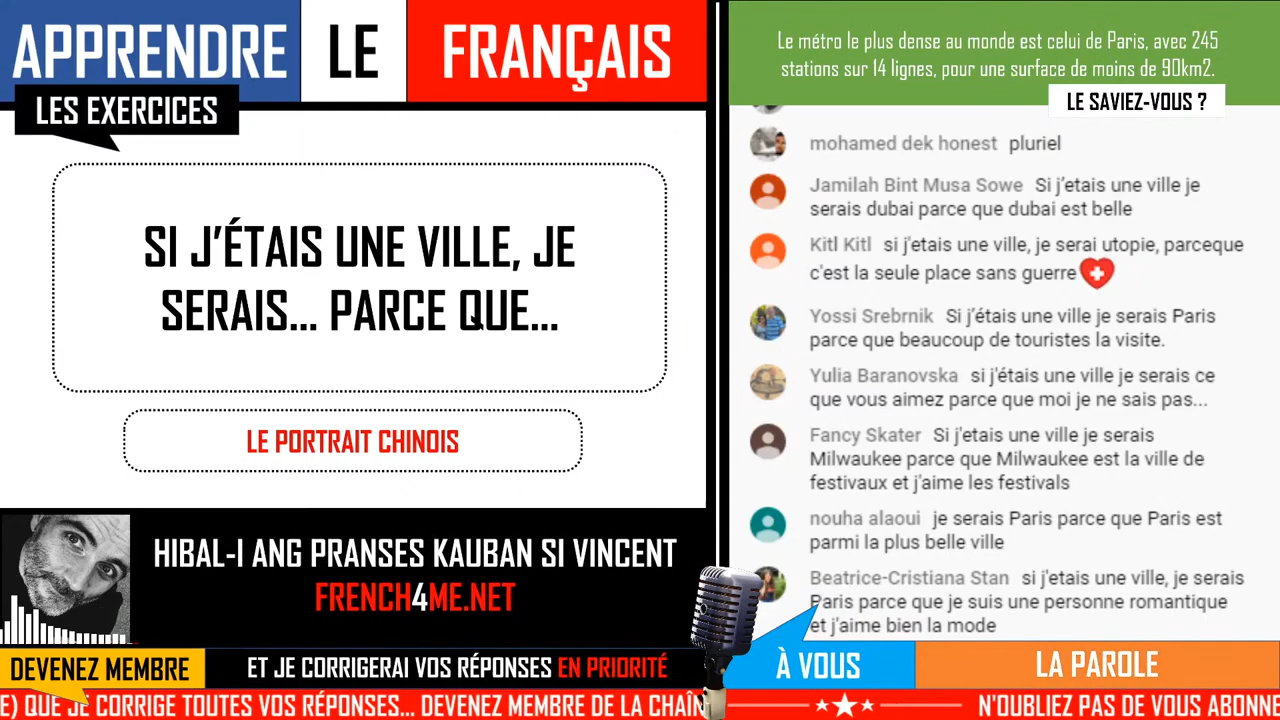 APPRENDRE LE FRANÇAIS
LES EXERCICES
SI J'ÉTAIS UNE VILLE, JE
SERAIS... PARCE QUE...
LE PORTRAIT CHINOIS
HIBAL-I ANG PRANSES KAUBAN SI VINCENT
FRENCH4ME.NET
DEVENEZ MEMBRE
ET JE CORRIGERAI VOS RÉPONSES EN PRIORITÉ
Le métro le plus dense au monde est celui de Paris, avec 245
stations sur 14 lignes, pour une surface de moins de 90km2.
LE SAVIEZ-VOUS ?
mohamed dek honest pluriel
Jamilah Bint Musa Sowe Si j'etais une ville je
serais dubai parce que dubai est belle
Kitl Kitl si j'etais une ville, je serai utopie, parceque
c'est la seule place sans guerre
Yossi Srebrnik Si j'étais une ville je serais Paris
parce que beaucoup de touristes la visite.
Yulia Baranovska si j'étais une ville je serais ce
que vous aimez parce que moi je ne sais pas...
Fancy Skater Si j'etais une ville je serais
Milwaukee parce que Milwaukee est la ville de
festivaux et j'aime les festivals
nouha alaoui je serais Paris parce que Paris est
parmi la plus belle ville
Beatrice-Cristiana Stan si j'etais une ville, je serais
Paris parce que je suis une personne romantique
et j'aime bien la mode
À VOUS
LA PAROLE
E) QUE JE CORRIGE TOUTES VOS RÉPONSES... DEVENEZ MEMBRE DE LA CHAÎN
N'OUBLIEZ PAS DE VOUS ABONNE